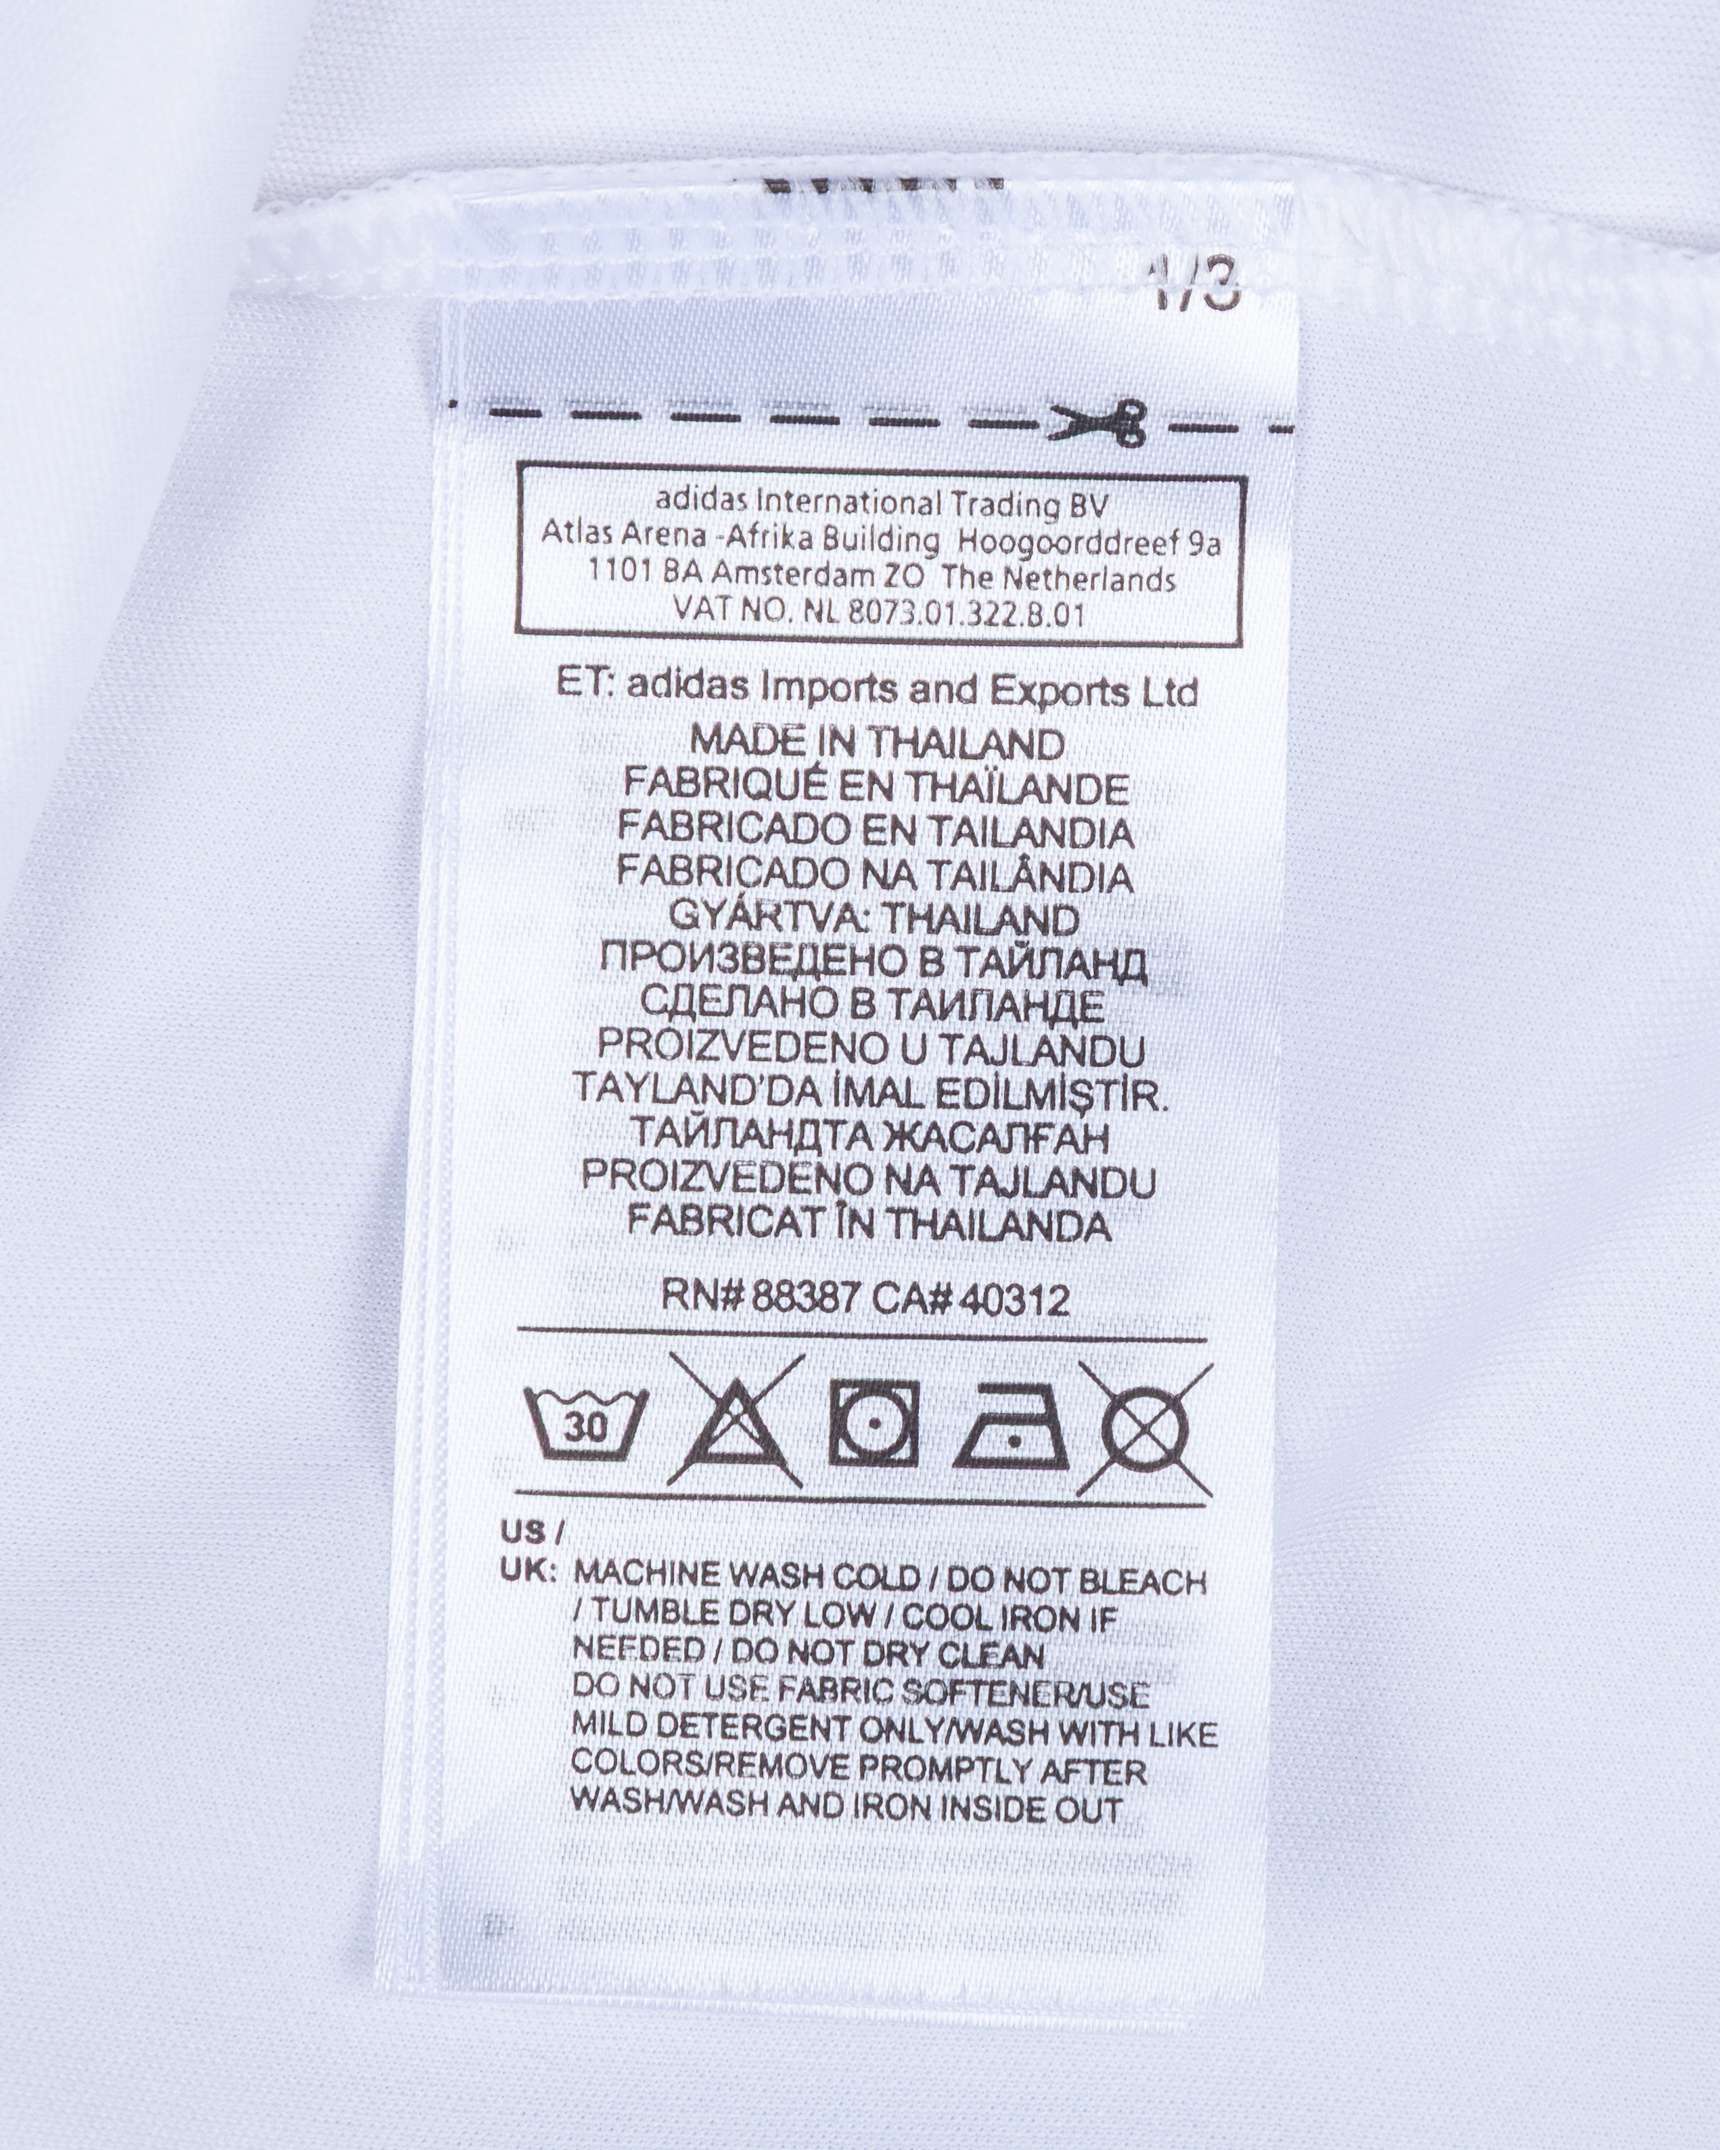 1/3
adidas International Trading BV
Atlas Arena -Afrika Building Hoogoorddreef 9a
1101 BA Amsterdam ZO The Netherlands
VAT NO. NL 8073.01.322.B.01
ET: adidas Imports and Exports Ltd
MADE IN THAILAND
FABRIQUÉ EN THAÏLANDE
FABRICADO EN TAILANDIA
FABRICADO NA TAILÂNDIA
GYÁRTVA: THAILAND
ПРОИЗВЕДЕНО В ТАЙЛАНД
СДЕЛАНО В ТАИЛАНДЕ
PROIZVEDENO U TAJLANDU
TAYLAND'DA İMAL EDİLMİŞTİR.
ТАЙЛАНДТА ЖАСАЛҒАН
PROIZVEDENO NA TAJLANDU
FABRICAT ÎN THAILANDA
RN# 88387 CA# 40312
30
US /
UK: MACHINE WASH COLD / DO NOT BLEACH
/ TUMBLE DRY LOW / COOL IRON IF
NEEDED / DO NOT DRY CLEAN
DO NOT USE FABRIC SOFTENER/USE
MILD DETERGENT ONLY/WASH WITH LIKE
COLORS/REMOVE PROMPTLY AFTER
WASH/WASH AND IRON INSIDE OUT